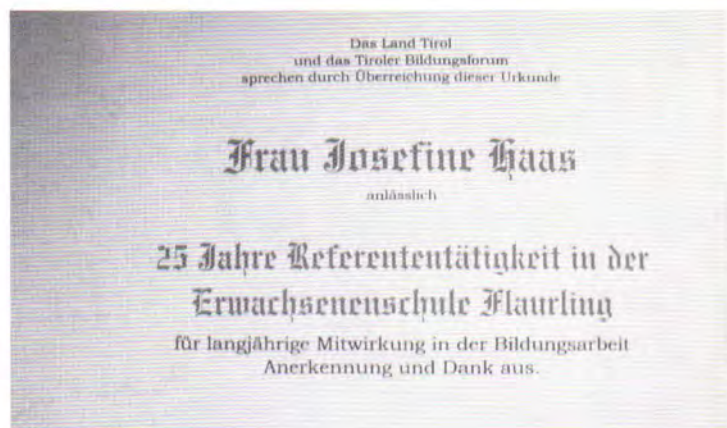 Das Land Tirol
und das Tiroler Bildungsforum
sprechen durch Überreichung dieser Urkunde
Frau Josefine Haas
anlässlich
25 Jahre Referententätigkeit in der
Erwachsenenschule Flaurling
für langjährige Mitwirkung in der Bildungsarbeit
Anerkennung und Dank aus.